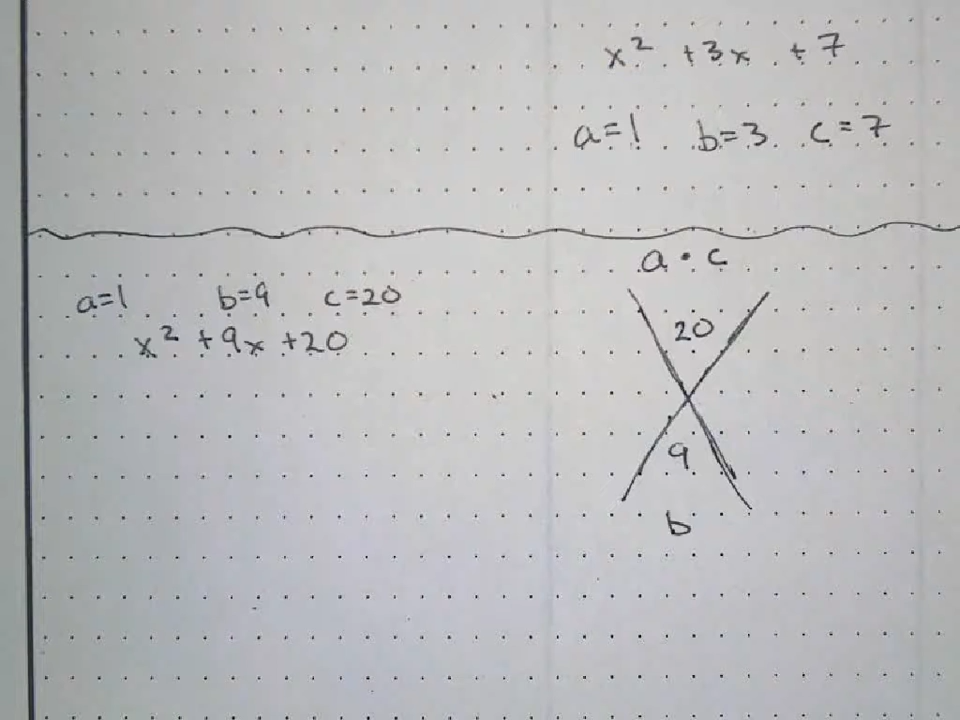 x² + 3x + 7
a=1 b=3 c=7
a • c
a=1 b=9 c=20
20
x² + 9x + 20
9
b